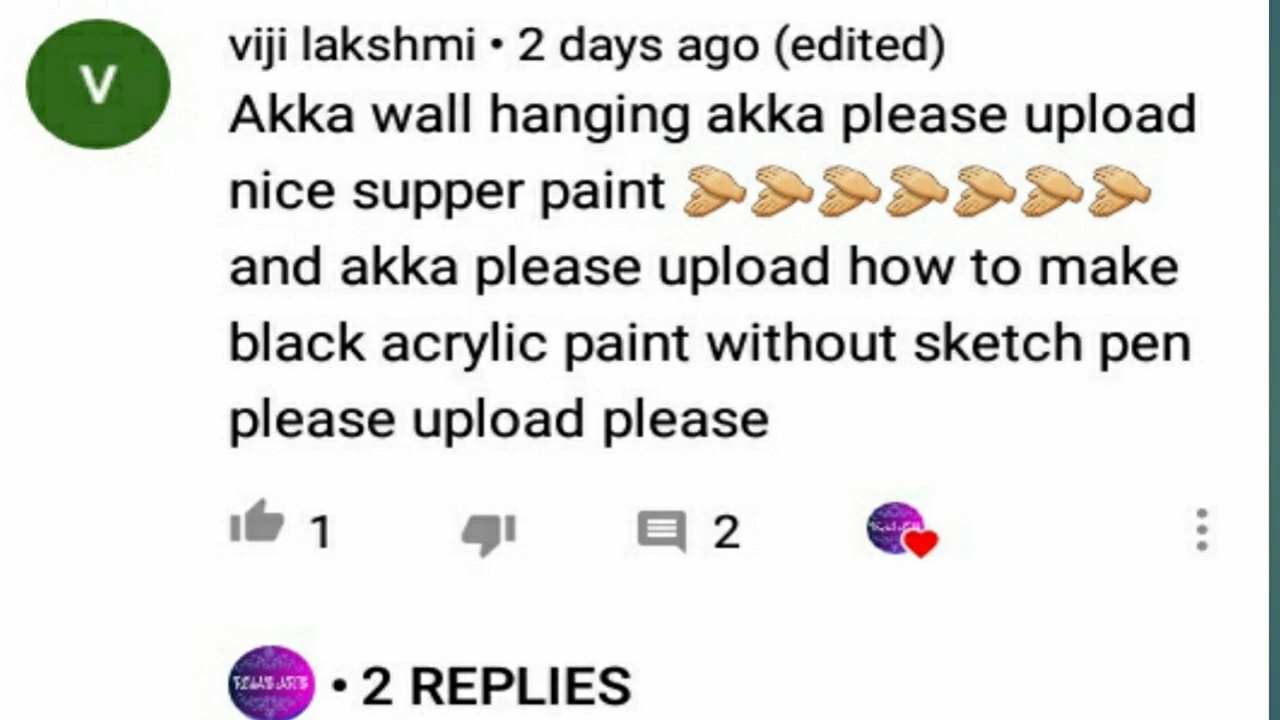 V
viji lakshmi • 2 days ago (edited)
Akka wall hanging akka please upload
nice supper paint 👏🏼👏🏼👏🏼👏🏼👏🏼👏🏼👏🏼
and akka please upload how to make
black acrylic paint without sketch pen
please upload please
1
2
• 2 REPLIES